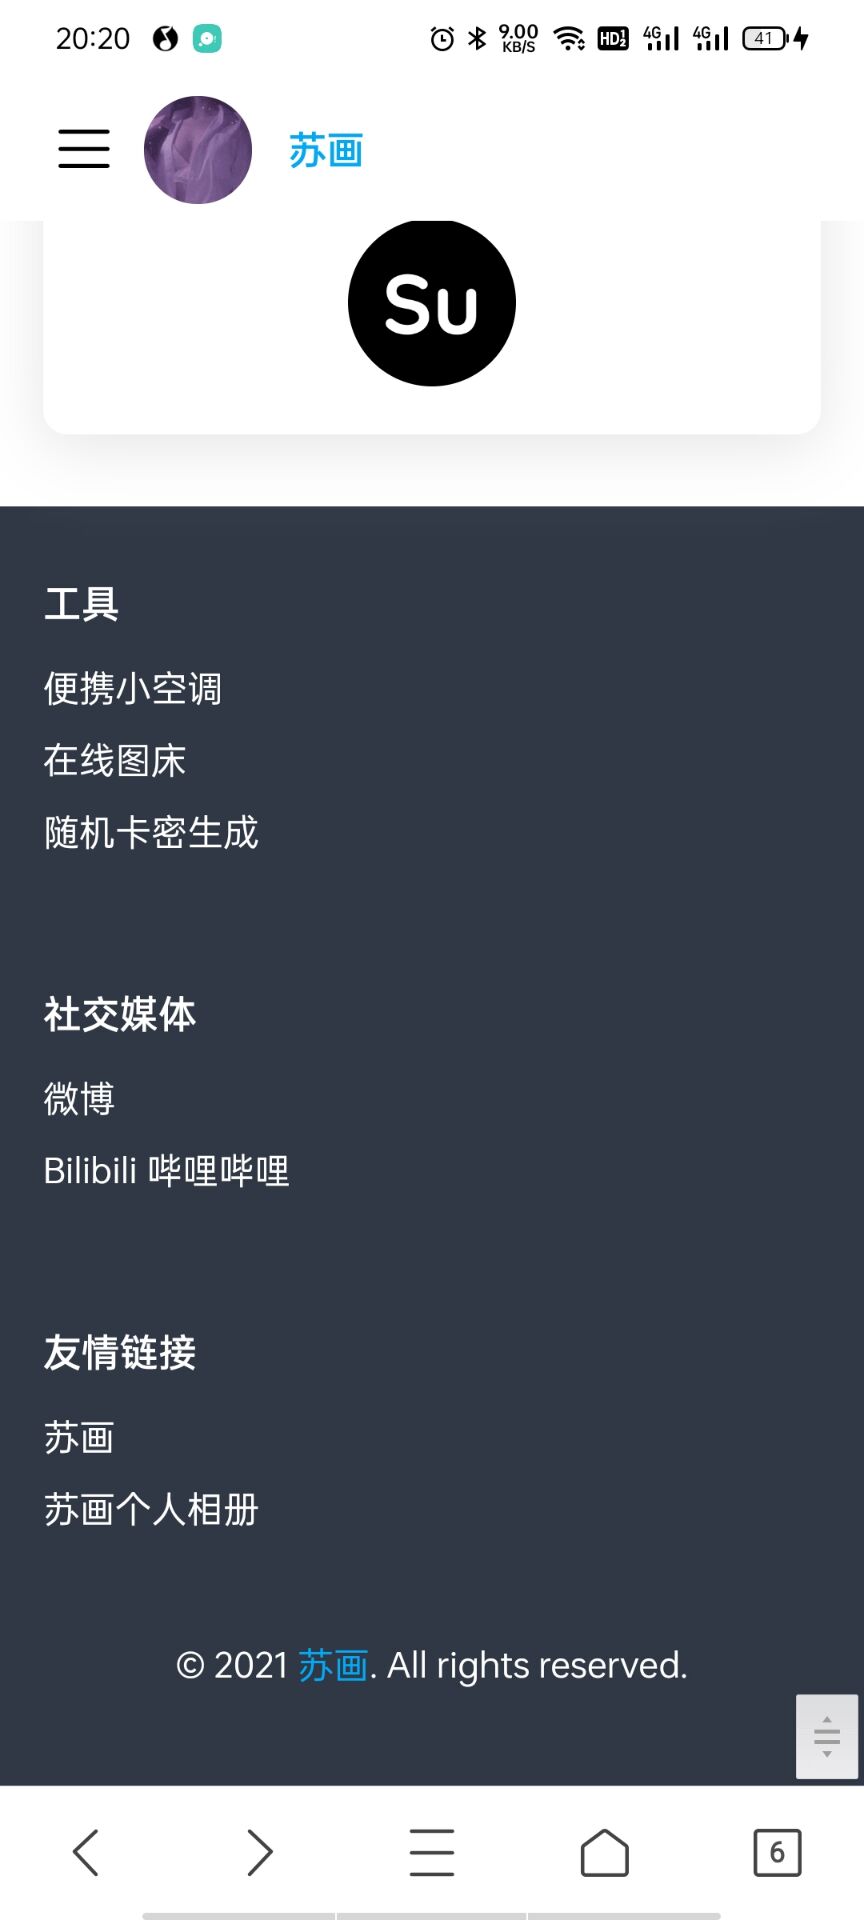 20:20 9.00 KB/S HD 1 2 4G 4G 41
苏画
Su
工具
便携小空调
在线图床
随机卡密生成
社交媒体
微博
Bilibili 哔哩哔哩
友情链接
苏画
苏画个人相册
© 2021 苏画. All rights reserved.
6